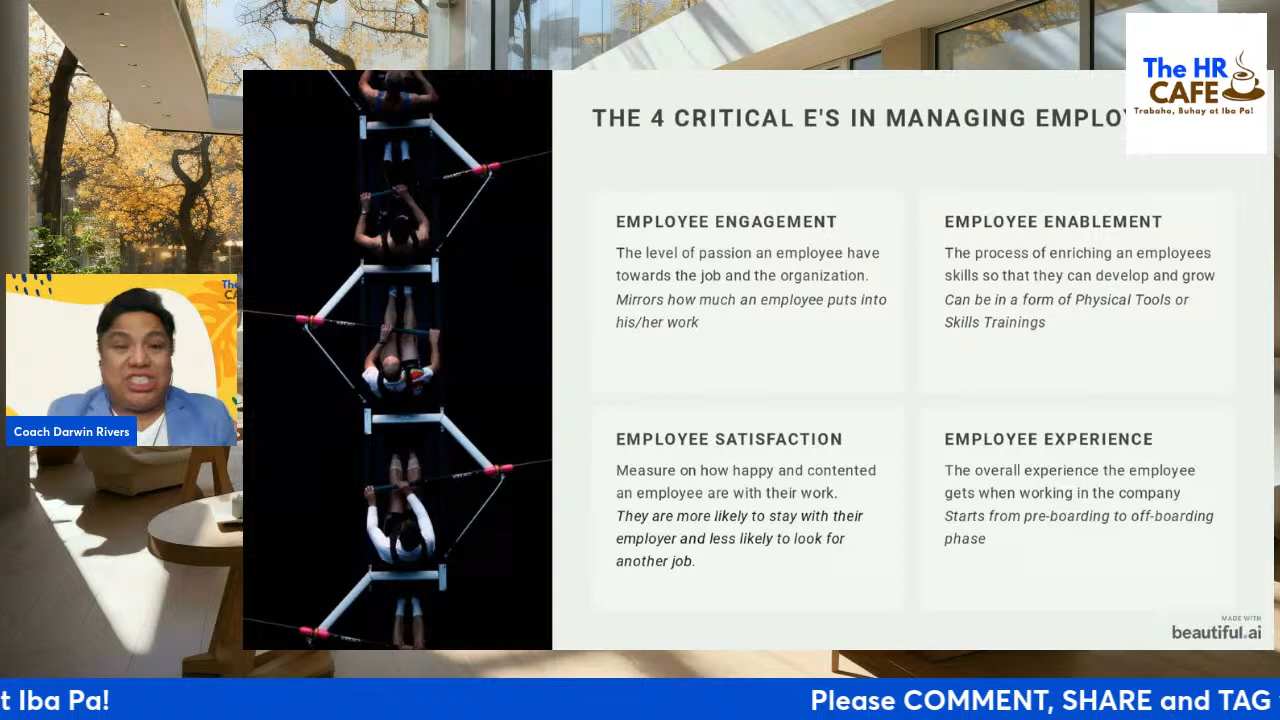 The HR
CAFE
Trabaho, Buhay at Iba Pa!
THE 4 CRITICAL E'S IN MANAGING
EMPLOYEE ENGAGEMENT
The level of passion an employee have
towards the job and the organization.
Mirrors how much an employee puts into
his/her work
EMPLOYEE ENABLEMENT
The process of enriching an employees
skills so that they can develop and grow
Can be in a form of Physical Tools or
Skills Trainings
EMPLOYEE SATISFACTION
Measure on how happy and contented
an employee are with their work.
They are more likely to stay with their
employer and less likely to look for
another job.
EMPLOYEE EXPERIENCE
The overall experience the employee
gets when working in the company
Starts from pre-boarding to off-boarding
phase
Coach Darwin Rivers
MADE WITH
beautiful.ai
t Iba Pa!
Please COMMENT, SHARE and TAG